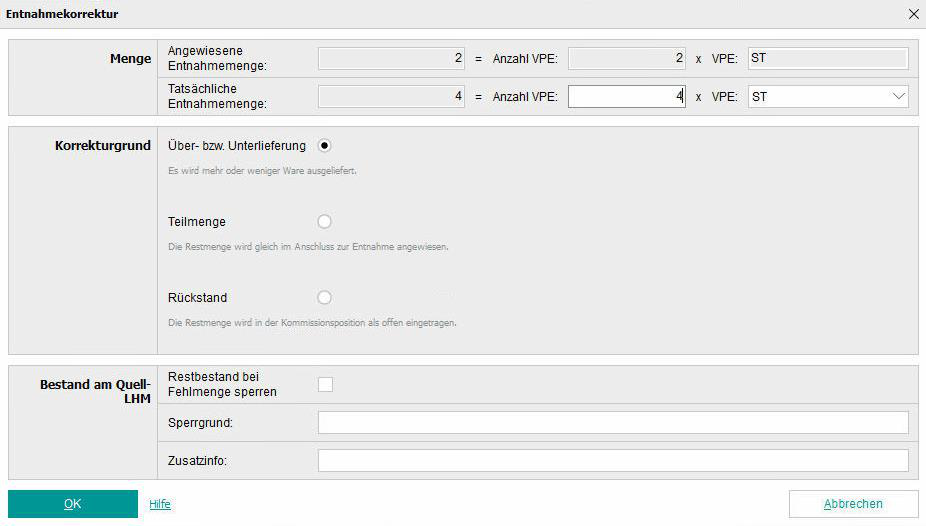 Entnahmekorrektur
Menge
Angewiesene
Entnahmemenge:
2 = Anzahl VPE: 2 x VPE: ST
Tatsächliche
Entnahmemenge:
4 = Anzahl VPE: 4 x VPE: ST
Korrekturgrund
Über- bzw. Unterlieferung
Es wird mehr oder weniger Ware ausgeliefert.
Teilmenge
Die Restmenge wird gleich im Anschluss zur Entnahme angewiesen.
Rückstand
Die Restmenge wird in der Kommissionsposition als offen eingetragen.
Bestand am Quell-
LHM
Restbestand bei
Fehlmenge sperren
Sperrgrund:
Zusatzinfo:
OK Hilfe Abbrechen